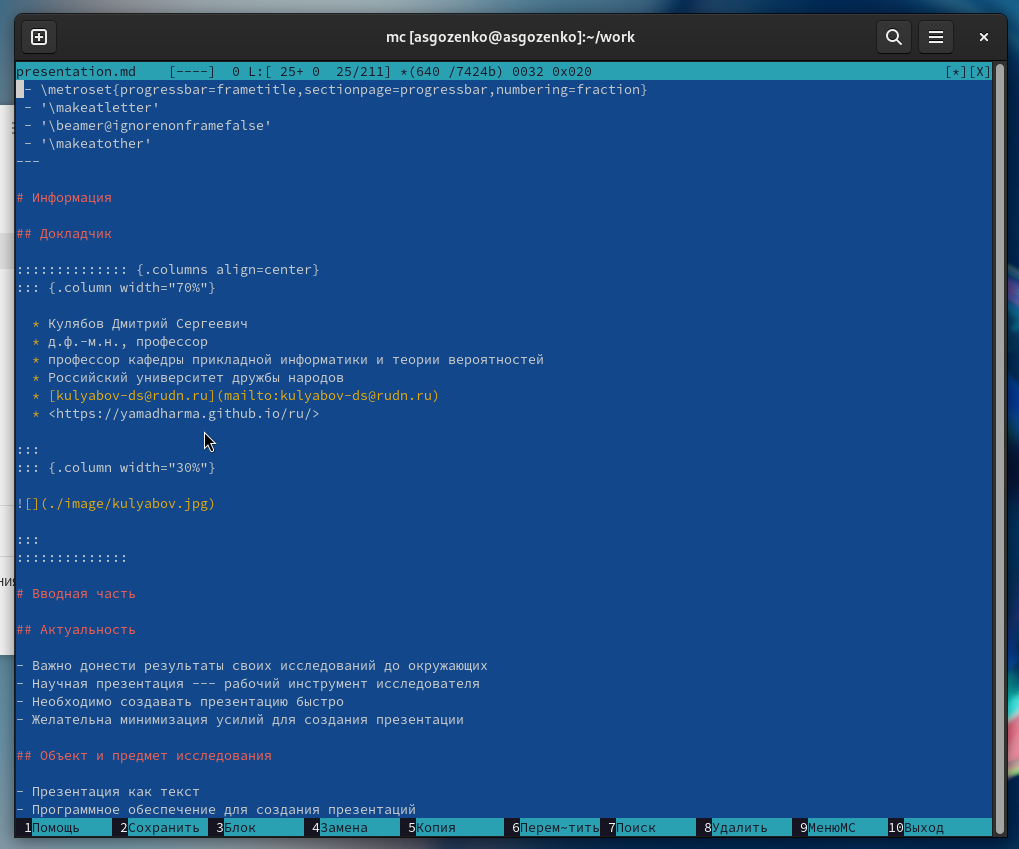 mc [asgozenko@asgozenko]:~/work
presentation.md    [----]  0 L:[ 25+ 0  25/211] *(640 /7424b) 0032 0x020    [*][X]
- \metroset{progressbar=frametitle,sectionpage=progressbar,numbering=fraction}
- '\makeatletter'
- '\beamer@ignorenonframefalse'
- '\makeatother'
---
# Информация
## Докладчик
:::::::::::::: {.columns align=center}
::: {.column width="70%"}
* Кулябов Дмитрий Сергеевич
* д.ф.-м.н., профессор
* профессор кафедры прикладной информатики и теории вероятностей
* Российский университет дружбы народов
* [kulyabov-ds@rudn.ru](mailto:kulyabov-ds@rudn.ru)
* <https://yamadharma.github.io/ru/>
:::
::: {.column width="30%"}
![](./image/kulyabov.jpg)
:::
::::::::::::::
# Вводная часть
## Актуальность
- Важно донести результаты своих исследований до окружающих
- Научная презентация --- рабочий инструмент исследователя
- Необходимо создавать презентацию быстро
- Желательна минимизация усилий для создания презентации
## Объект и предмет исследования
- Презентация как текст
- Программное обеспечение для создания презентаций
1Помощь 2Сохранить 3Блок 4Замена 5Копия 6Перем~тить 7Поиск 8Удалить 9МенюMC 10Выход